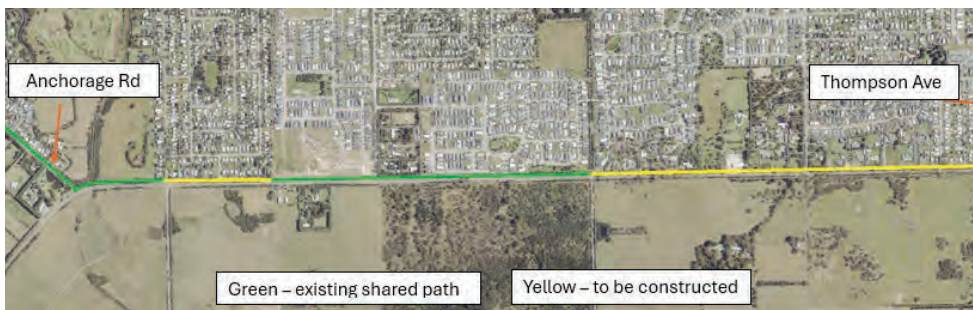 Anchorage Rd
Thompson Ave
Green – existing shared path
Yellow – to be constructed